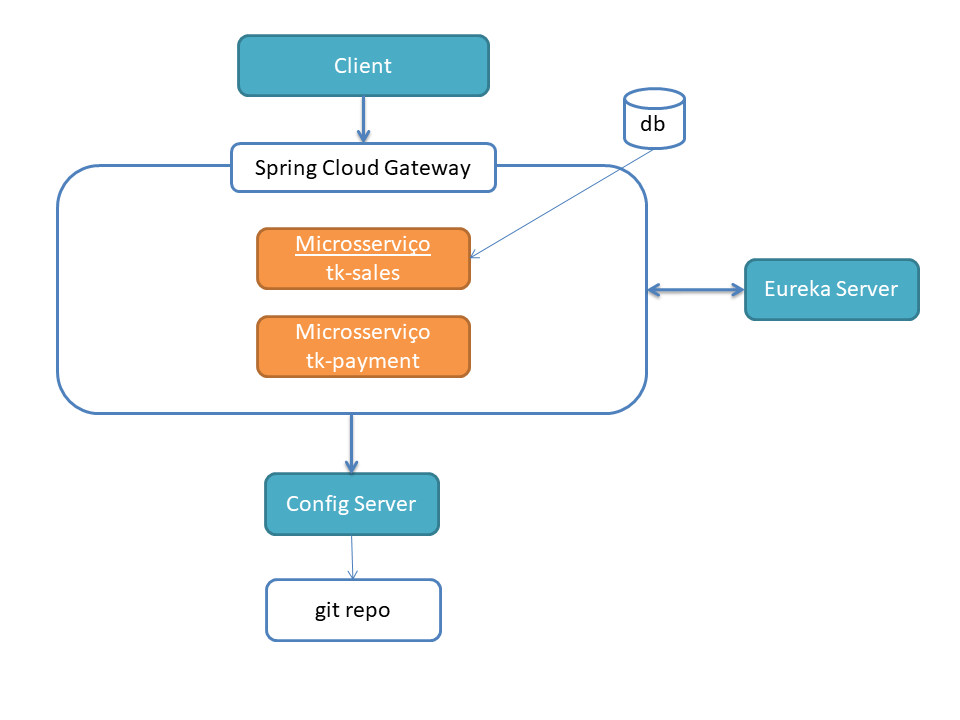 Client
db
Spring Cloud Gateway
Microsserviço
tk-sales
Eureka Server
Microsserviço
tk-payment
Config Server
git repo